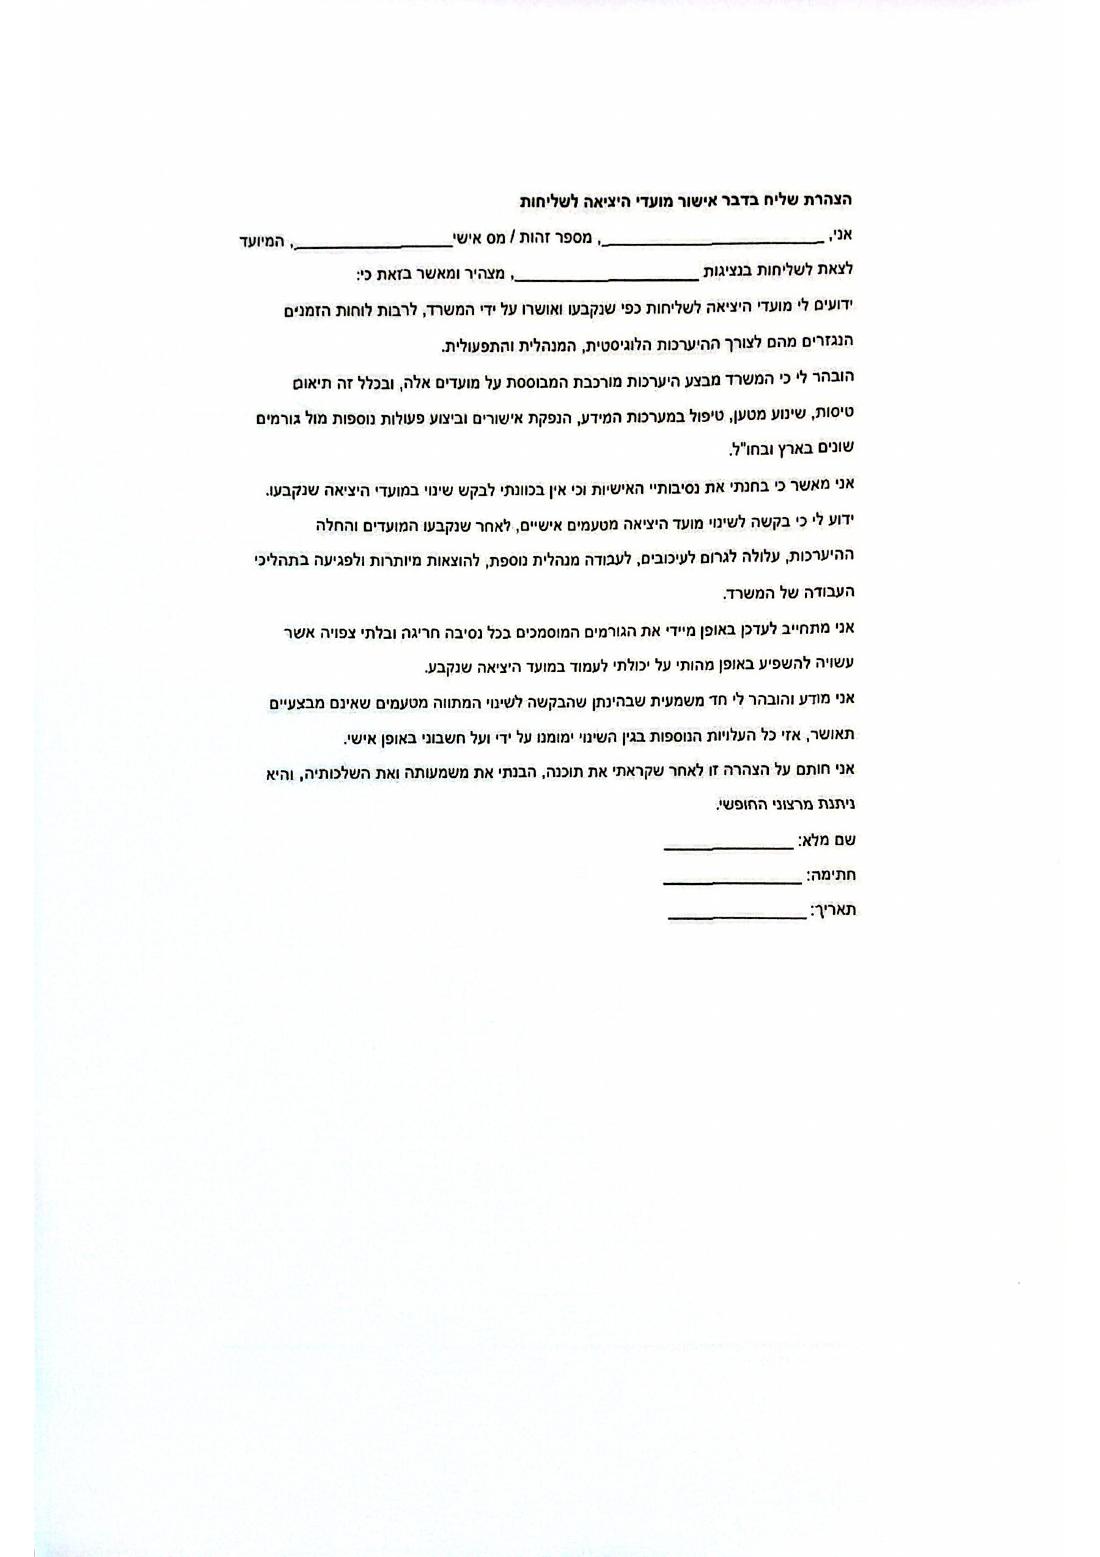 הצהרת שליח בדבר אישור מועדי היציאה לשליחות
אני, ________________________, מספר זהות / מס אישי_________________, המיועד
לצאת לשליחות בנציגות ____________________, מצהיר ומאשר בזאת כי:
ידועים לי מועדי היציאה לשליחות כפי שנקבעו ואושרו על ידי המשרד, לרבות לוחות הזמנים
הנגזרים מהם לצורך ההיערכות הלוגיסטית, המנהלית והתפעולית.
הובהר לי כי המשרד מבצע היערכות מורכבת המבוססת על מועדים אלה, ובכלל זה תיאום
טיסות, שינוע מטען, טיפול במערכות המידע, הנפקת אישורים וביצוע פעולות נוספות מול גורמים
שונים בארץ ובחו"ל.
אני מאשר כי בחנתי את נסיבותיי האישיות וכי אין בכוונתי לבקש שינוי במועדי היציאה שנקבעו.
ידוע לי כי בקשה לשינוי מועד היציאה מטעמים אישיים, לאחר שנקבעו המועדים והחלה
ההיערכות, עלולה לגרום לעיכובים, לעבודה מנהלית נוספת, להוצאות מיותרות ולפגיעה בתהליכי
העבודה של המשרד.
אני מתחייב לעדכן באופן מיידי את הגורמים המוסמכים בכל נסיבה חריגה ובלתי צפויה אשר
עשויה להשפיע באופן מהותי על יכולתי לעמוד במועד היציאה שנקבע.
אני מודע והובהר לי חד משמעית שבהינתן שהבקשה לשינוי המתווה מטעמים שאינם מבצעיים
תאושר, אזי כל העלויות הנוספות בגין השינוי ימומנו על ידי ועל חשבוני באופן אישי.
אני חותם על הצהרה זו לאחר שקראתי את תוכנה, הבנתי את משמעותה ואת השלכותיה, והיא
ניתנת מרצוני החופשי.
שם מלא: ______________
חתימה: _______________
תאריך: _______________